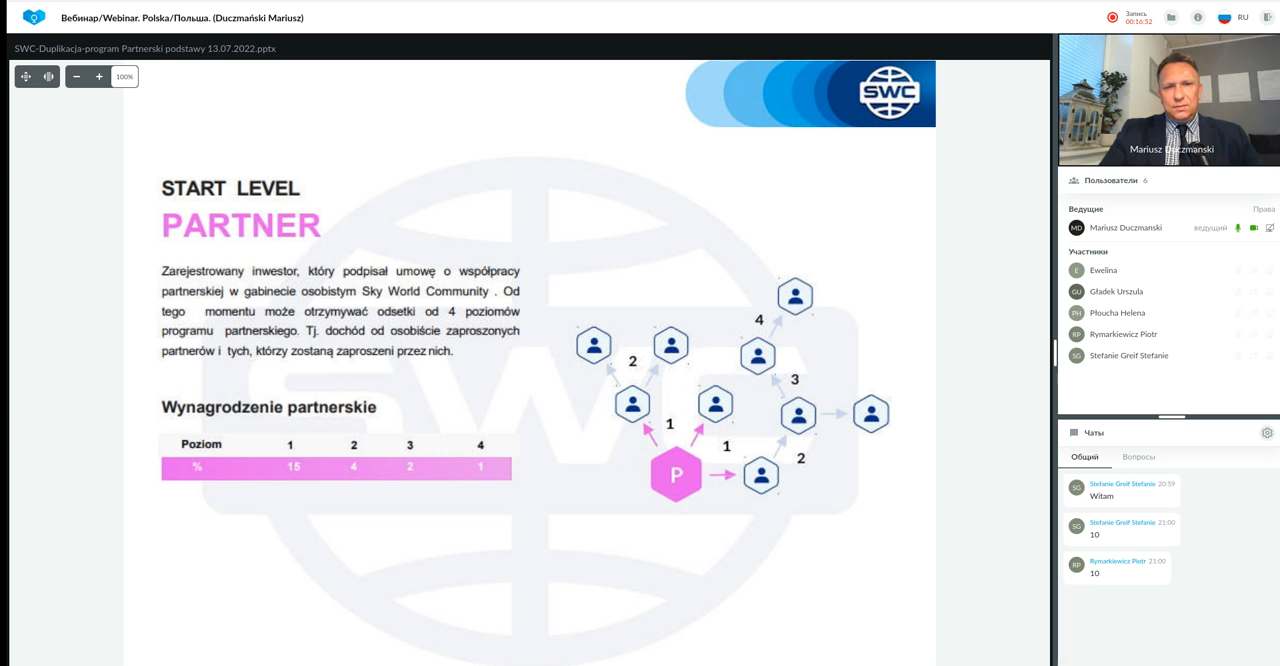 Вебинар/Webinar. Polska/Польша. (Duczmański Mariusz)
Запись
00:16:52
RU
SWC-Duplikacja-program Partnerski podstawy 13.07.2022.pptx
100%
SWC
START LEVEL
PARTNER
Zarejestrowany inwestor, który podpisał umowę o współpracy
partnerskiej w gabinecie osobistym Sky World Community . Od
tego momentu może otrzymywać odsetki od 4 poziomów
programu partnerskiego. Tj. dochód od osobiście zaproszonych
partnerów i tych, którzy zostaną zaproszeni przez nich.
Wynagrodzenie partnerskie
Poziom 1 2 3 4
% 15 4 2 1
4
2
3
1
1
2
P
SWC
Mariusz Duczmanski
Пользователи 6
Ведущие Права
MD Mariusz Duczmanski ведущий
Участники
E Ewelina
GU Gładek Urszula
PH Płoucha Helena
RP Rymarkiewicz Piotr
SG Stefanie Greif Stefanie
Чаты
Общий Вопросы
SG Stefanie Greif Stefanie 20:59
Witam
SG Stefanie Greif Stefanie 21:00
10
RP Rymarkiewicz Piotr 21:00
10